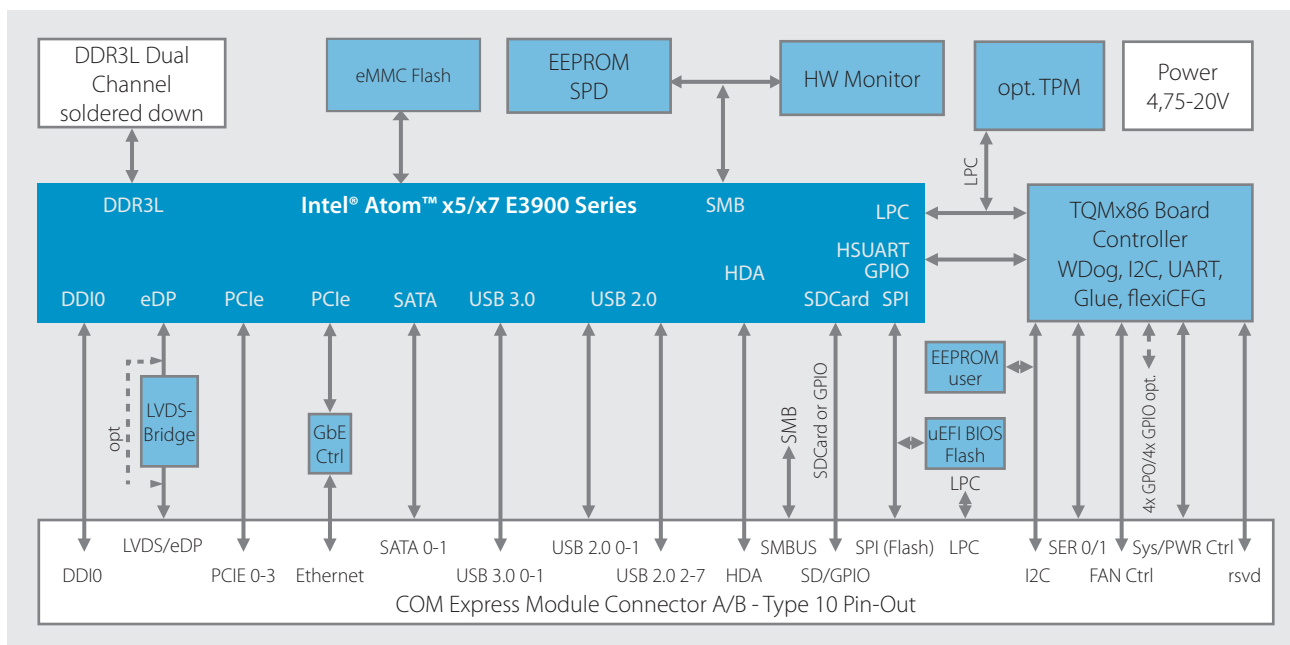 DDR3L Dual
Channel
soldered down
eMMC Flash
EEPROM
SPD
HW Monitor
opt. TPM
Power
4,75-20V
LPC
DDR3L
Intel® Atom™ x5/x7 E3900 Series
SMB
LPC
HSUART
GPIO
HDA
DDI0
eDP
PCIe
PCIe
SATA
USB 3.0
USB 2.0
SDCard
SPI
TQMx86 Board
Controller
WDog, I2C, UART,
Glue, flexiCFG
opt
LVDS-
Bridge
GbE
Ctrl
SMB
SDCard or GPIO
EEPROM
user
uEFI BIOS
Flash
LPC
4x GPO/4x GPIO opt.
DDI0
LVDS/eDP
PCIE 0-3
Ethernet
SATA 0-1
USB 3.0 0-1
USB 2.0 0-1
USB 2.0 2-7
HDA
SMBUS
SD/GPIO
SPI (Flash)
LPC
I2C
SER 0/1
FAN Ctrl
Sys/PWR Ctrl
rsvd
COM Express Module Connector A/B - Type 10 Pin-Out